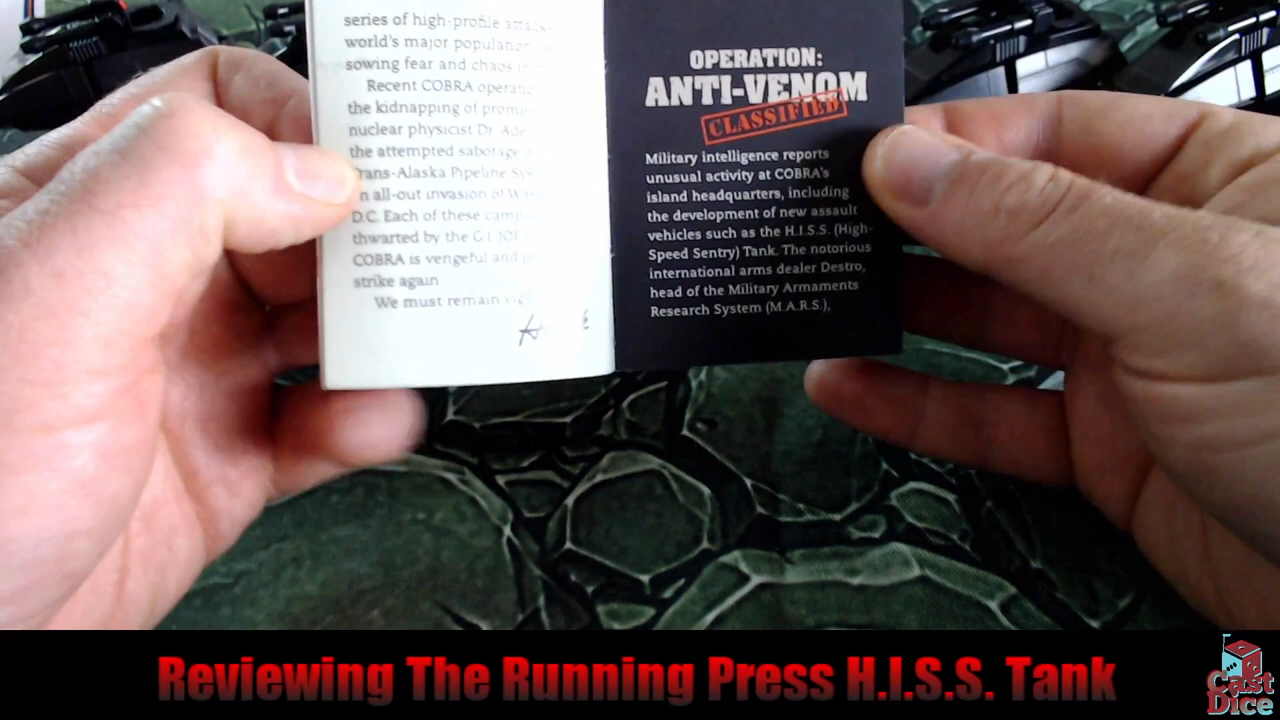 series of high-profile
world's major population
sowing fear and chaos
Recent COBRA
the kidnapping of
nuclear physicist Dr.
the attempted
Trans-Alaska Pipeline
an all-out invasion of
D.C. Each of these
thwarted by the G.I. JOE
COBRA is vengeful and
strike again
We must remain
OPERATION:
ANTI-VENOM
CLASSIFIED
Military intelligence reports
unusual activity at COBRA's
island headquarters, including
the development of new assault
vehicles such as the H.I.S.S. (High-
Speed Sentry) Tank. The notorious
international arms dealer Destro,
head of the Military Armaments
Research System (M.A.R.S.),
Reviewing The Running Press H.I.S.S. Tank
Cast
Dice